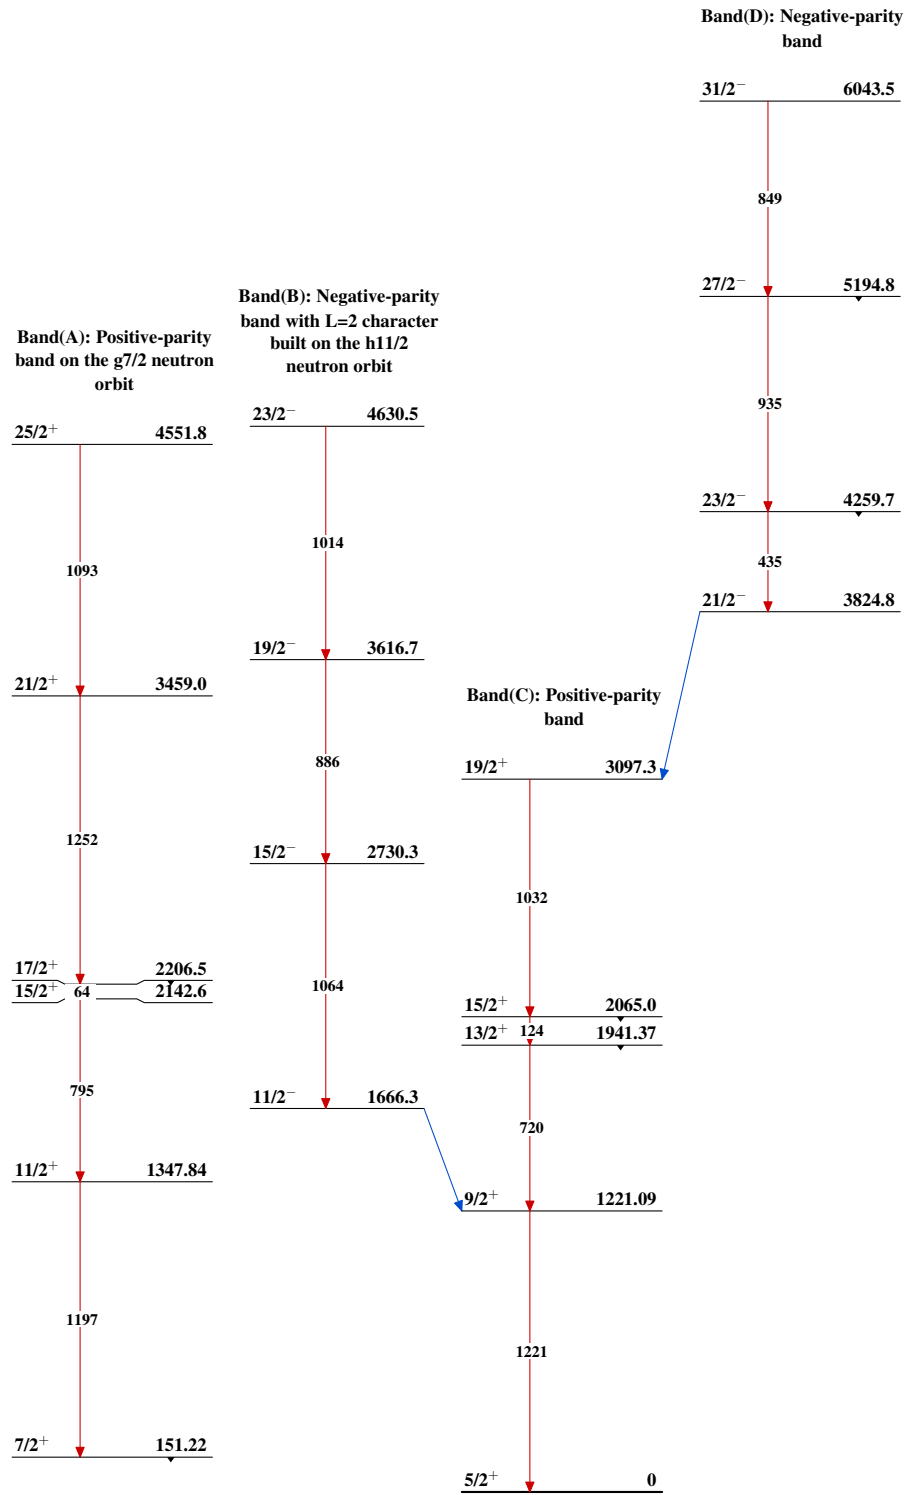 Band(D): Negative-parity
band
31/2− 6043.5
849
27/2− 5194.8
935
23/2− 4259.7
435
21/2− 3824.8
Band(B): Negative-parity
band with L=2 character
built on the h11/2
neutron orbit
23/2− 4630.5
1014
19/2− 3616.7
886
15/2− 2730.3
1064
11/2− 1666.3
Band(A): Positive-parity
band on the g7/2 neutron
orbit
25/2+ 4551.8
1093
21/2+ 3459.0
1252
17/2+ 2206.5
15/2+ 64 2142.6
795
11/2+ 1347.84
1197
7/2+ 151.22
Band(C): Positive-parity
band
19/2+ 3097.3
1032
15/2+ 2065.0
124
13/2+ 1941.37
720
9/2+ 1221.09
1221
5/2+ 0